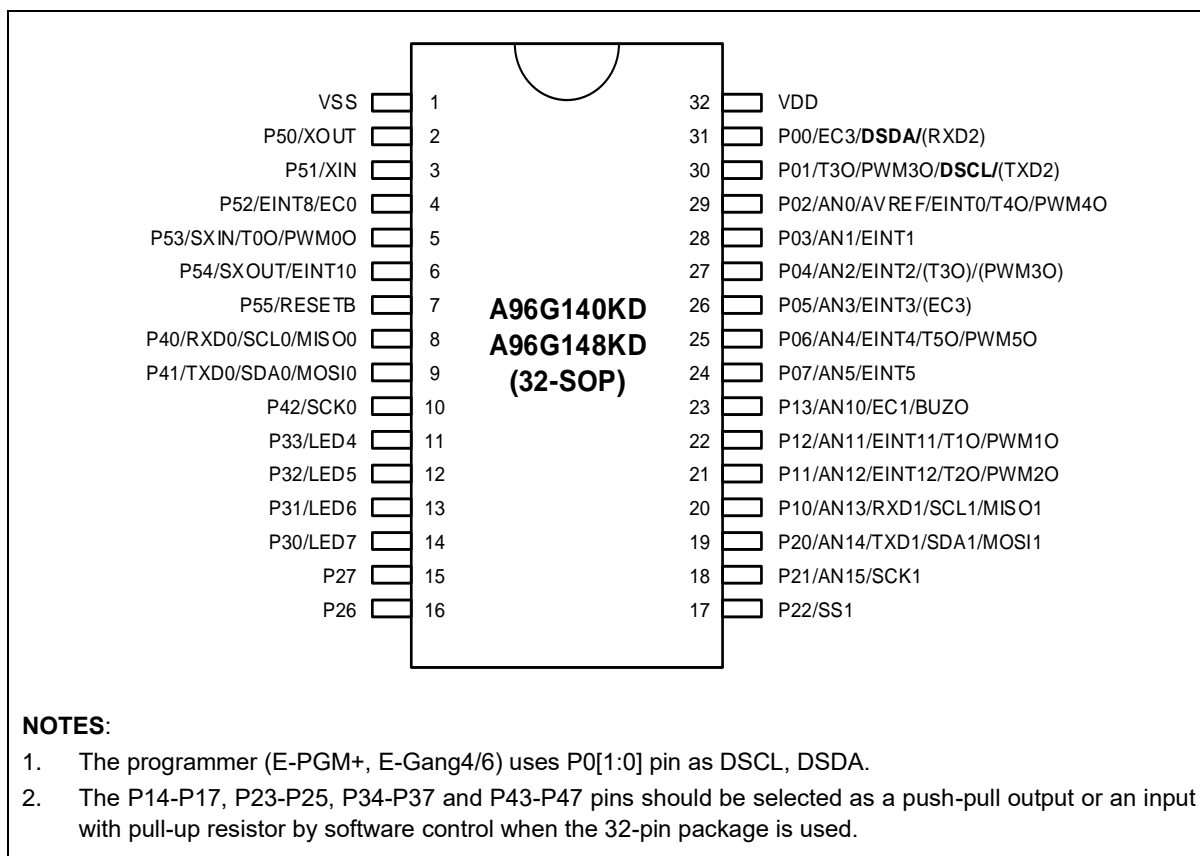 VSS 1 32 VDD
P50/XOUT 2 31 P00/EC3/DSDA/(RXD2)
P51/XIN 3 30 P01/T3O/PWM3O/DSCL/(TXD2)
P52/EINT8/EC0 4 29 P02/AN0/AVREF/EINT0/T4O/PWM4O
P53/SXIN/T0O/PWM0O 5 28 P03/AN1/EINT1
P54/SXOUT/EINT10 6 27 P04/AN2/EINT2/(T3O)/(PWM3O)
P55/RESETB 7 26 P05/AN3/EINT3/(EC3)
A96G140KD
P40/RXD0/SCL0/MISO0 8 25 P06/AN4/EINT4/T5O/PWM5O
A96G148KD
P41/TXD0/SDA0/MOSI0 9 24 P07/AN5/EINT5
(32-SOP)
P42/SCK0 10 23 P13/AN10/EC1/BUZO
P33/LED4 11 22 P12/AN11/EINT11/T1O/PWM1O
P32/LED5 12 21 P11/AN12/EINT12/T2O/PWM2O
P31/LED6 13 20 P10/AN13/RXD1/SCL1/MISO1
P30/LED7 14 19 P20/AN14/TXD1/SDA1/MOSI1
P27 15 18 P21/AN15/SCK1
P26 16 17 P22/SS1
NOTES:
1. The programmer (E-PGM+, E-Gang4/6) uses P0[1:0] pin as DSCL, DSDA.
2. The P14-P17, P23-P25, P34-P37 and P43-P47 pins should be selected as a push-pull output or an input
with pull-up resistor by software control when the 32-pin package is used.